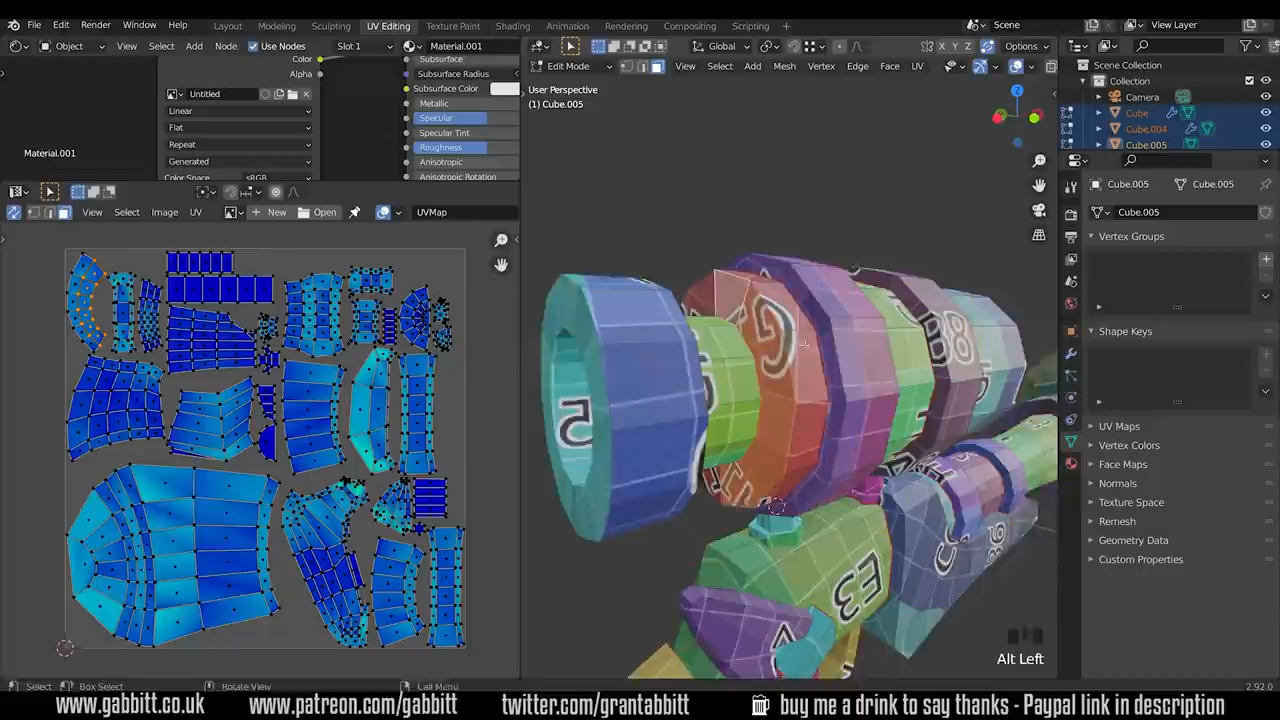 File Edit Render Window Help Layout Modeling Sculpting UV Editing Texture Paint Shading Animation Rendering Compositing Scripting + Scene View Layer
Object View Select Add Node Use Nodes Slot 1 Material.001 Global X Y Z Options
Color
Alpha
Untitled
Linear
Flat
Repeat
Generated
Color Space sRGB
Material.001
Subsurface
Subsurface Radius
Subsurface Color
Metallic
Specular
Specular Tint
Roughness
Anisotropic
Anisotropic Rotation
Edit Mode View Select Add Mesh Vertex Edge Face UV
User Perspective
(1) Cube.005
Z
Scene Collection
Collection
Camera
Cube
Cube.004
Cube.005
Cube.005 Cube.005
Cube.005
Vertex Groups
Shape Keys
UV Maps
Vertex Colors
Face Maps
Normals
Texture Space
Remesh
Geometry Data
Custom Properties
View Select Image UV New Open UVMap
5
G
8
E3
Alt Left
Select Box Select Rotate View Call Menu 2.92.0
www.gabbitt.co.uk www.patreon.com/gabbitt twitter.com/grantabbitt buy me a drink to say thanks - Paypal link in description